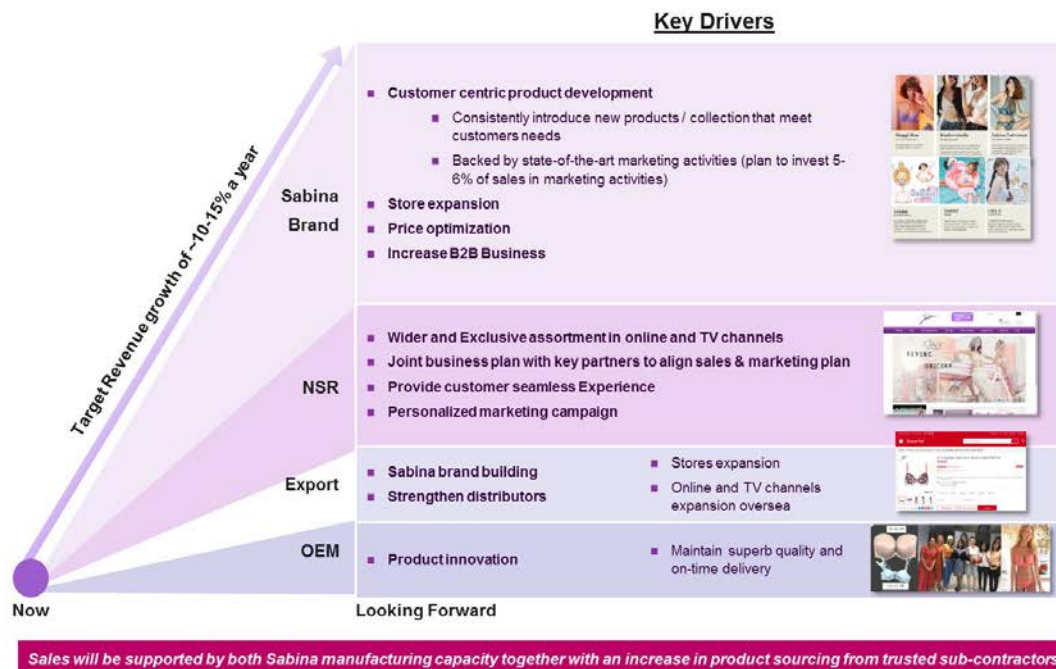 Key Drivers
Target Revenue growth of ~10-15% a year
Sabina
Brand
Customer centric product development
Consistently introduce new products / collection that meet
customers needs
Backed by state-of-the-art marketing activities (plan to invest 5-
6% of sales in marketing activities)
Store expansion
Price optimization
Increase B2B Business
NSR
Wider and Exclusive assortment in online and TV channels
Joint business plan with key partners to align sales & marketing plan
Provide customer seamless Experience
Personalized marketing campaign
Export
Sabina brand building
Strengthen distributors
Stores expansion
Online and TV channels
expansion oversea
OEM
Product innovation
Maintain superb quality and
on-time delivery
Now
Looking Forward
Sales will be supported by both Sabina manufacturing capacity together with an increase in product sourcing from trusted sub-contractors